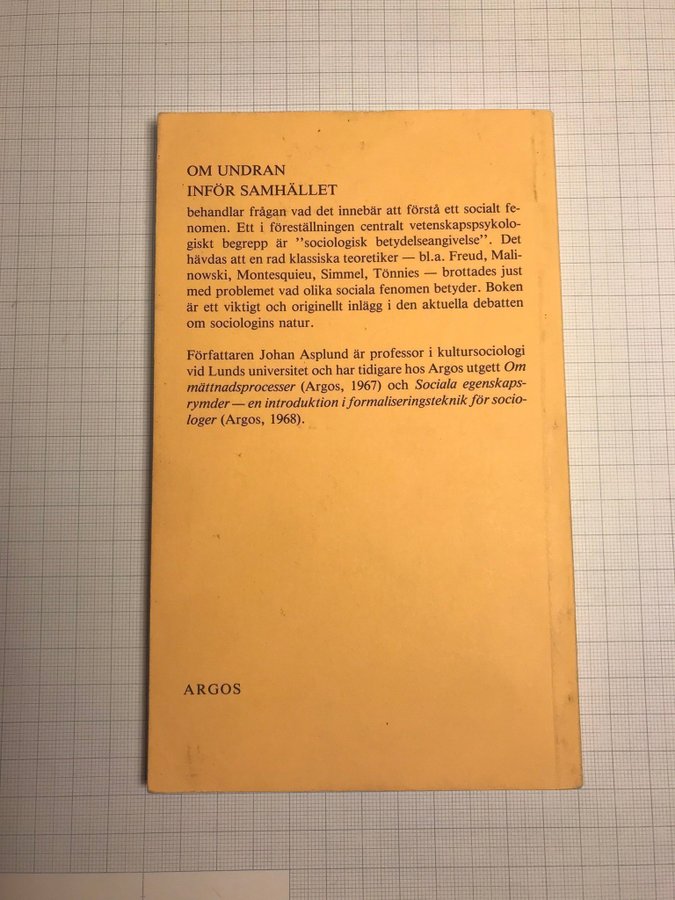 OM UNDRAN
INFÖR SAMHÄLLET
behandlar frågan vad det innebär att förstå ett socialt fe-
nomen. Ett i föreställningen centralt vetenskapspsykolo-
giskt begrepp är ”sociologisk betydelseangivelse”. Det
hävdas att en rad klassiska teoretiker — bl.a. Freud, Mali-
nowski, Montesquieu, Simmel, Tönnies — brottades just
med problemet vad olika sociala fenomen betyder. Boken
är ett viktigt och originellt inlägg i den aktuella debatten
om sociologins natur.
Författaren Johan Asplund är professor i kultursociologi
vid Lunds universitet och har tidigare hos Argos utgett Om
mättnadsprocesser (Argos, 1967) och Sociala egenskaps-
rymder — en introduktion i formaliseringsteknik för socio-
loger (Argos, 1968).
ARGOS